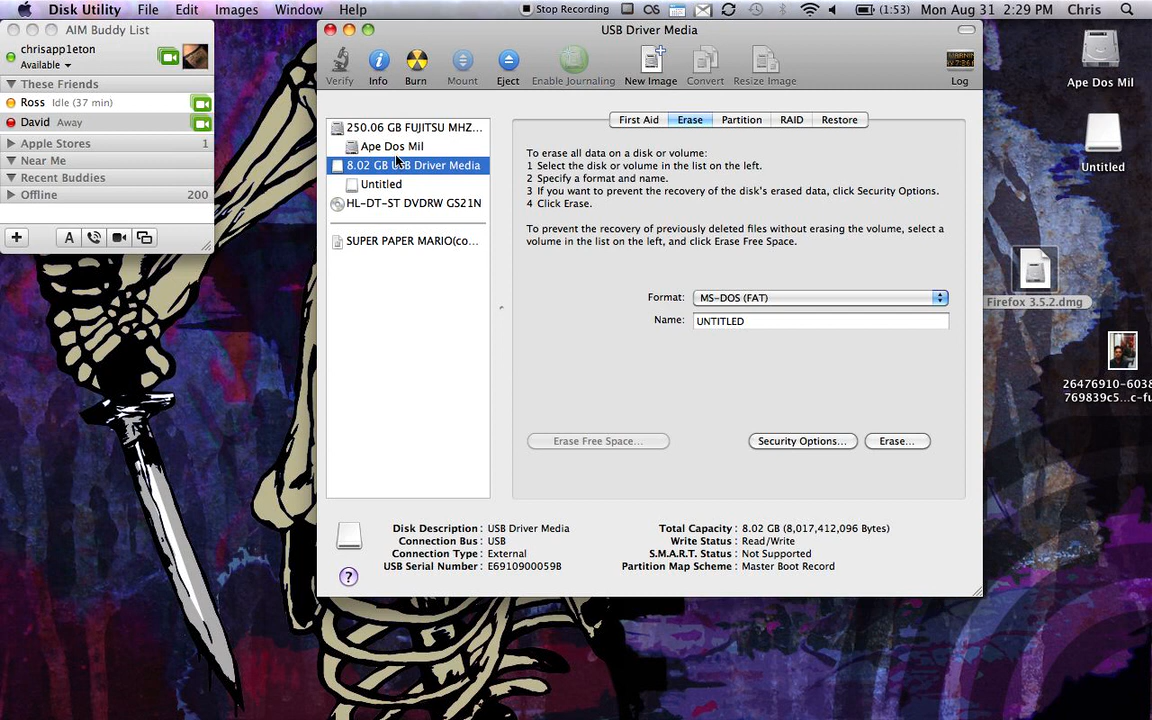 Disk Utility File Edit Images Window Help
Stop Recording OS (1:53) Mon Aug 31 2:29 PM Chris
AIM Buddy List
chrisapp1eton
Available
These Friends
Ross Idle (37 min)
David Away
Apple Stores 1
Near Me
Recent Buddies
Offline 200
A
USB Driver Media
Verify Info Burn Mount Eject Enable Journaling New Image Convert Resize Image Log
250.06 GB FUJITSU MHZ...
Ape Dos Mil
8.02 GB USB Driver Media
Untitled
HL-DT-ST DVDRW GS21N
SUPER PAPER MARIO(co...
First Aid Erase Partition RAID Restore
To erase all data on a disk or volume:
1 Select the disk or volume in the list on the left.
2 Specify a format and name.
3 If you want to prevent the recovery of the disk's erased data, click Security Options.
4 Click Erase.
To prevent the recovery of previously deleted files without erasing the volume, select a
volume in the list on the left, and click Erase Free Space.
Format: MS-DOS (FAT)
Name: UNTITLED
Erase Free Space... Security Options... Erase...
Disk Description : USB Driver Media
Connection Bus : USB
Connection Type : External
USB Serial Number : E6910900059B
Total Capacity : 8.02 GB (8,017,412,096 Bytes)
Write Status : Read/Write
S.M.A.R.T. Status : Not Supported
Partition Map Scheme : Master Boot Record
?
Ape Dos Mil
Untitled
Firefox 3.5.2.dmg
26476910-6038
769839c5...c-fu